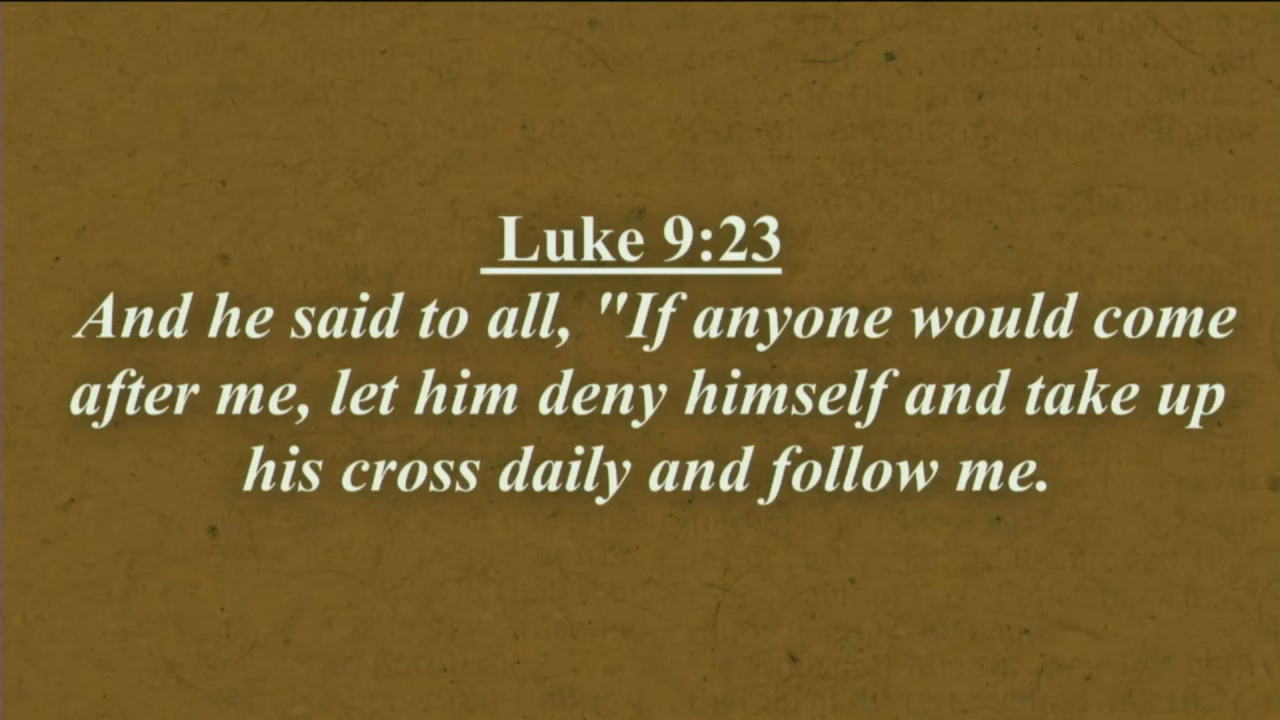 Luke 9:23
And he said to all, "If anyone would come
after me, let him deny himself and take up
his cross daily and follow me.